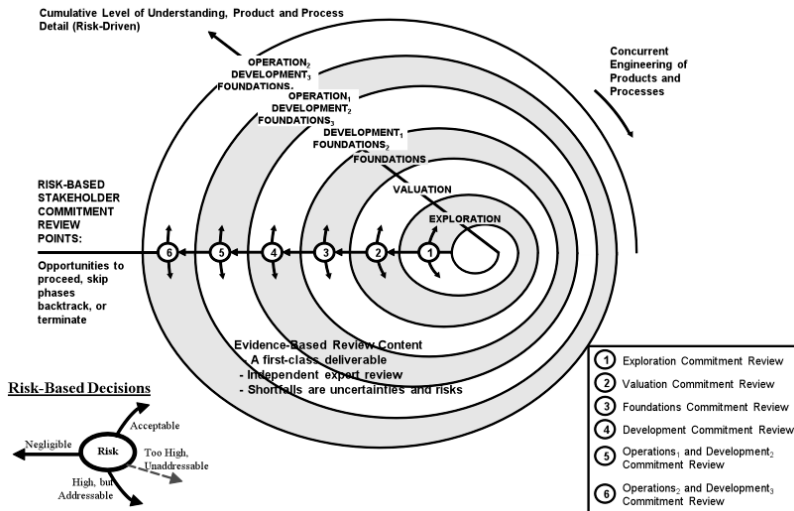 Cumulative Level of Understanding, Product and Process
Detail (Risk-Driven)
Concurrent
Engineering of
Products and
Processes
OPERATION₂
DEVELOPMENT₃
FOUNDATIONS
OPERATION₁
DEVELOPMENT₂
FOUNDATIONS₃
DEVELOPMENT₁
FOUNDATIONS₂
FOUNDATIONS
VALUATION
EXPLORATION
RISK-BASED
STAKEHOLDER
COMMITMENT
REVIEW
POINTS:
6 5 4 3 2 1
Opportunities to
proceed, skip
phases
backtrack, or
terminate
Evidence-Based Review Content
- A first-class deliverable
- Independent expert review
- Shortfalls are uncertainties and risks
Risk-Based Decisions
Acceptable
Negligible
Risk
Too High,
Unaddressable
High, but
Addressable
1 Exploration Commitment Review
2 Valuation Commitment Review
3 Foundations Commitment Review
4 Development Commitment Review
5 Operations₁ and Development₂
Commitment Review
6 Operations₂ and Development₃
Commitment Review